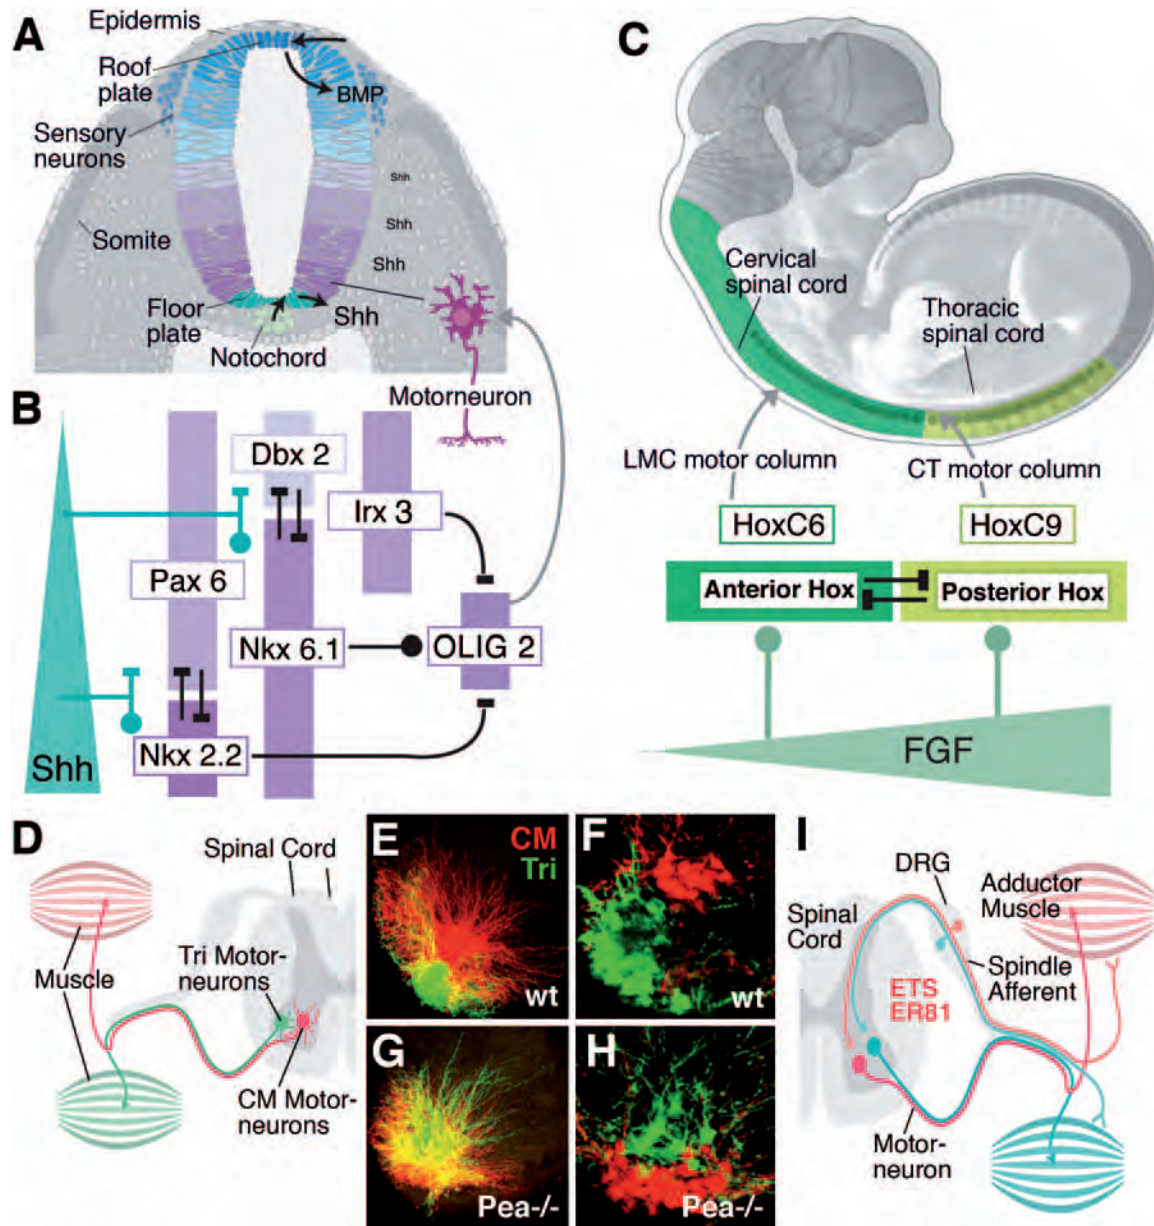 A
Epidermis
Roof
plate
BMP
Sensory
neurons
Shh
Shh
Somite
Shh
Floor
plate
Shh
Notochord
Motorneuron
B
Dbx 2
Irx 3
Pax 6
Nkx 6.1
OLIG 2
Nkx 2.2
Shh
C
Cervical
spinal cord
Thoracic
spinal cord
LMC motor column
CT motor column
HoxC6
HoxC9
Anterior Hox
Posterior Hox
FGF
D
Spinal Cord
Muscle
Tri Motor-
neurons
CM Motor-
neurons
E
CM
Tri
wt
F
wt
G
Pea-/-
H
Pea-/-
I
DRG
Adductor
Muscle
Spinal
Cord
Spindle
Afferent
ETS
ER81
Motor-
neuron